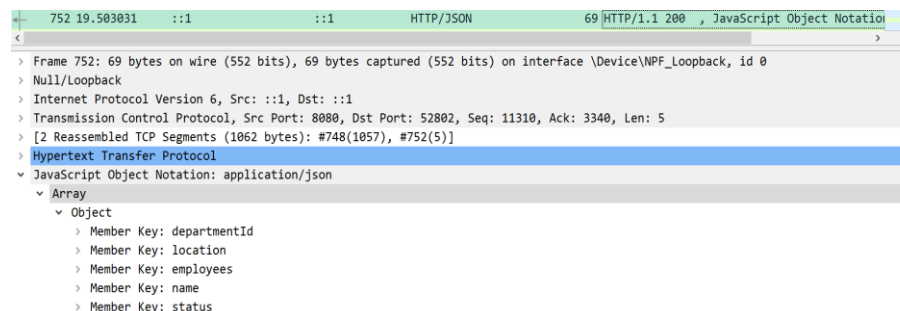 752 19.503031 ::1 ::1 HTTP/JSON 69 HTTP/1.1 200 , JavaScript Object Notation
Frame 752: 69 bytes on wire (552 bits), 69 bytes captured (552 bits) on interface \Device\NPF_Loopback, id 0
Null/Loopback
Internet Protocol Version 6, Src: ::1, Dst: ::1
Transmission Control Protocol, Src Port: 8080, Dst Port: 52802, Seq: 11310, Ack: 3340, Len: 5
[2 Reassembled TCP Segments (1062 bytes): #748(1057), #752(5)]
Hypertext Transfer Protocol
JavaScript Object Notation: application/json
Array
Object
Member Key: departmentId
Member Key: location
Member Key: employees
Member Key: name
Member Key: status